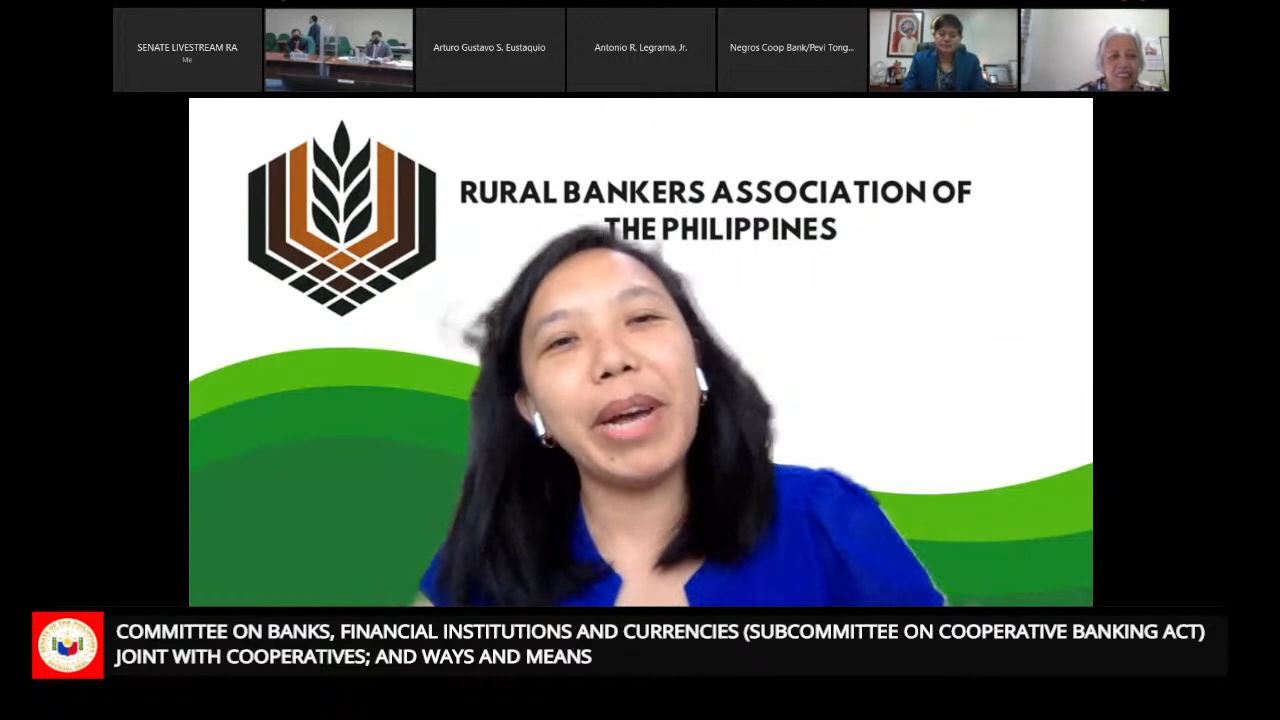 SENATE LIVESTREAM RA
Me
Arturo Gustavo S. Eustaquio
Antonio R. Legrama, Jr.
Negros Coop Bank/Pevi Tong...
RURAL BANKERS ASSOCIATION OF
THE PHILIPPINES
COMMITTEE ON BANKS, FINANCIAL INSTITUTIONS AND CURRENCIES (SUBCOMMITTEE ON COOPERATIVE BANKING ACT)
JOINT WITH COOPERATIVES; AND WAYS AND MEANS